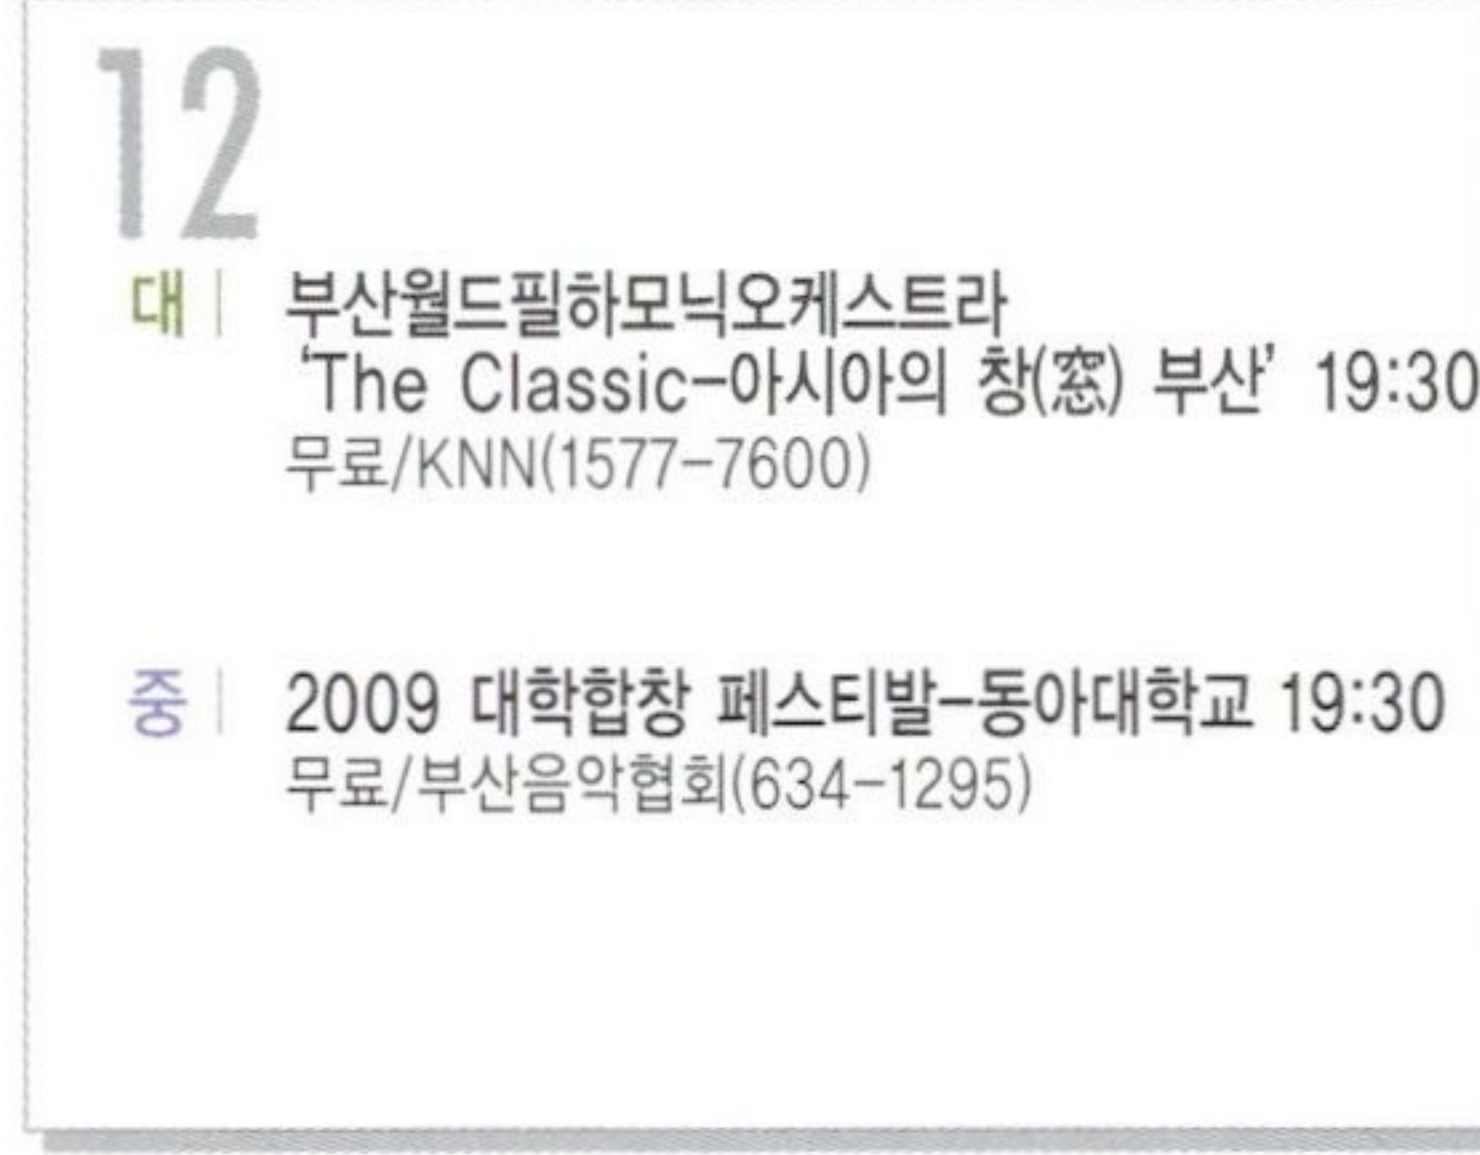 12
대 | 부산월드필하모닉오케스트라
‘The Classic-아시아의 창(窓) 부산’ 19:30
무료/KNN(1577-7600)
중 | 2009 대학합창 페스티발-동아대학교 19:30
무료/부산음악협회(634-1295)